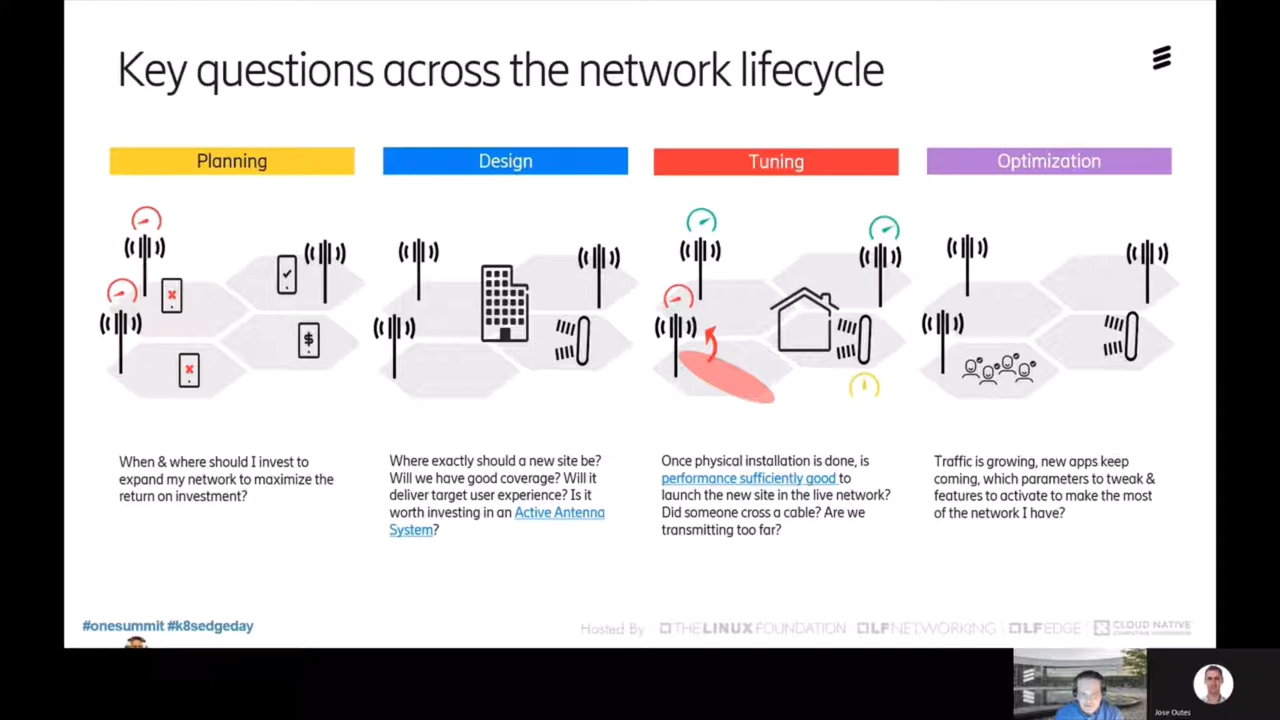 Key questions across the network lifecycle
Planning
Design
Tuning
Optimization
$
When & where should I invest to
expand my network to maximize the
return on investment?
Where exactly should a new site be?
Will we have good coverage? Will it
deliver target user experience? Is it
worth investing in an Active Antenna
System?
Once physical installation is done, is
performance sufficiently good to
launch the new site in the live network?
Did someone cross a cable? Are we
transmitting too far?
Traffic is growing, new apps keep
coming, which parameters to tweak &
features to activate to make the most
of the network I have?
#onesummit #k8sedgeday
Hosted By
THE LINUX FOUNDATION
LF NETWORKING
LF EDGE
CLOUD NATIVE
Jose Outes